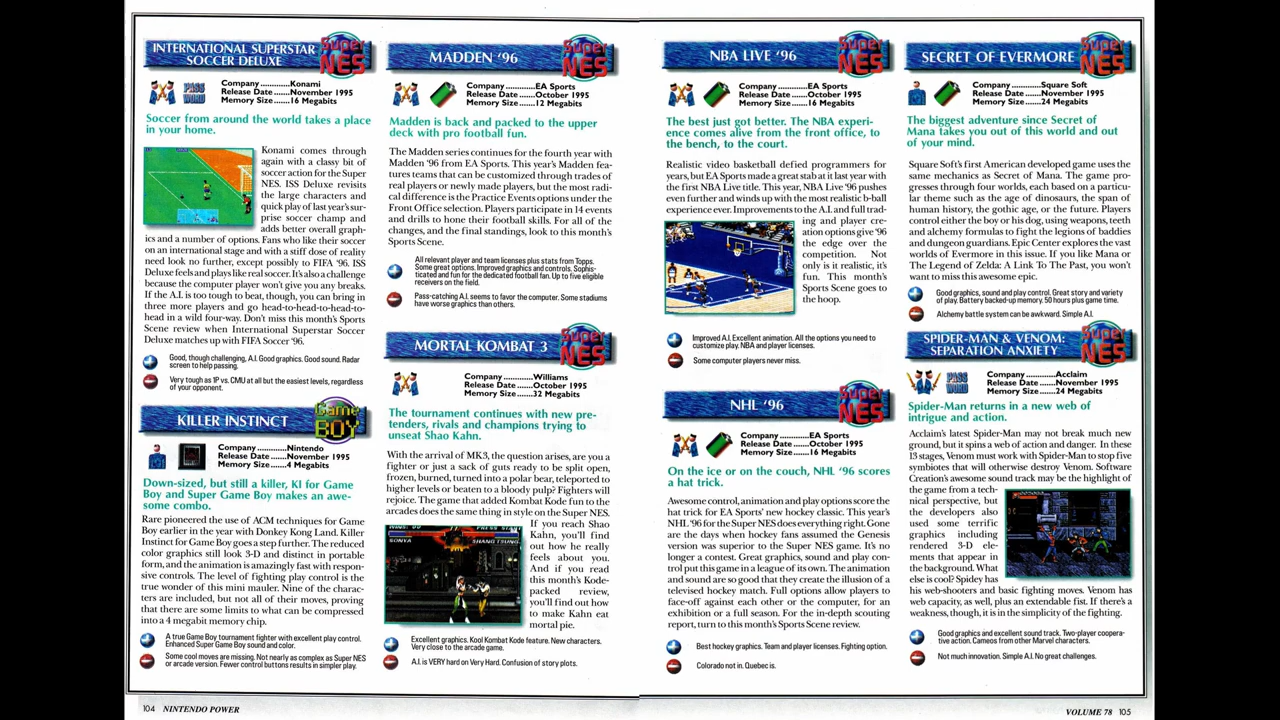 INTERNATIONAL SUPERSTAR
SOCCER DELUXE
Super
NES
PASS
WORD
Company .............Konami
Release Date ......November 1995
Memory Size .......16 Megabits
Soccer from around the world takes a place
in your home.
Konami comes through
again with a classy bit of
soccer action for the Super
NES. ISS Deluxe revisits
the large characters and
quick play of last year's sur-
prise soccer champ and
adds better overall graph-
ics and a number of options. Fans who like their soccer
on an international stage and with a stiff dose of reality
need look no further, except possibly to FIFA '96. ISS
Deluxe feels and plays like real soccer. It's also a challenge
because the computer player won't give you any breaks.
If the A.I. is too tough to beat, though, you can bring in
three more players and go head-to-head-to-head-to-
head in a wild four-way. Don't miss this month's Sports
Scene review when International Superstar Soccer
Deluxe matches up with FIFA Soccer '96.
Good, though challenging, A.I. Good graphics. Good sound. Radar
screen to help passing.
Very tough as 1P vs. CMU at all but the easiest levels, regardless
of your opponent.
KILLER INSTINCT
Game
BOY
Company .............Nintendo
Release Date ......November 1995
Memory Size .......4 Megabits
Down-sized, but still a killer, KI for Game
Boy and Super Game Boy makes an awe-
some combo.
Rare pioneered the use of ACM techniques for Game
Boy earlier in the year with Donkey Kong Land. Killer
Instinct for Game Boy goes a step further. The reduced
color graphics still look 3-D and distinct in portable
form, and the animation is amazingly fast with respon-
sive controls. The level of fighting play control is the
true wonder of this mini mauler. Nine of the charac-
ters are included, but not all of their moves, proving
that there are some limits to what can be compressed
into a 4 megabit memory chip.
A true Game Boy tournament fighter with excellent play control.
Enhanced Super Game Boy sound and color.
Some cool moves are missing. Not nearly as complex as Super NES
or arcade version. Fewer control buttons results in simpler play.
MADDEN '96
Super
NES
Company .............EA Sports
Release Date ......October 1995
Memory Size .......12 Megabits
Madden is back and packed to the upper
deck with pro football fun.
The Madden series continues for the fourth year with
Madden '96 from EA Sports. This year's Madden fea-
tures teams that can be customized through trades of
real players or newly made players, but the most radi-
cal difference is the Practice Events options under the
Front Office selection. Players participate in 14 events
and drills to hone their football skills. For all of the
changes, and the final standings, look to this month's
Sports Scene.
All relevant player and team licenses plus stats from Topps.
Some great options. Improved graphics and controls. Sophis-
ticated and fun for the dedicated football fan. Up to five eligible
receivers on the field.
Pass-catching A.I. seems to favor the computer. Some stadiums
have worse graphics than others.
MORTAL KOMBAT 3
Super
NES
Company .............Williams
Release Date ......October 1995
Memory Size .......32 Megabits
The tournament continues with new pre-
tenders, rivals and champions trying to
unseat Shao Kahn.
With the arrival of MK3, the question arises, are you a
fighter or just a sack of guts ready to be split open,
frozen, burned, turned into a polar bear, teleported to
higher levels or beaten to a bloody pulp? Fighters will
rejoice. The game that added Kombat Kode fun to the
arcades does the same thing in style on the Super NES.
SONYA
SHANG TSUNG
If you reach Shao
Kahn, you'll find
out how he really
feels about you.
And if you read
this month's Kode-
packed review,
you'll find out how
to make Kahn eat
mortal pie.
Excellent graphics. Kool Kombat Kode feature. New characters.
Very close to the arcade game.
A.I. is VERY hard on Very Hard. Confusion of story plots.
104 NINTENDO POWER
NBA LIVE '96
Super
NES
Company .............EA Sports
Release Date ......October 1995
Memory Size .......16 Megabits
The best just got better. The NBA experi-
ence comes alive from the front office, to
the bench, to the court.
Realistic video basketball defied programmers for
years, but EA Sports made a great stab at it last year with
the first NBA Live title. This year, NBA Live '96 pushes
even further and winds up with the most realistic b-ball
experience ever. Improvements to the A.I. and full trad-
ing and player cre-
ation options give '96
the edge over the
competition. Not
only is it realistic, it's
fun. This month's
Sports Scene goes to
the hoop.
Improved A.I. Excellent animation. All the options you need to
customize play. NBA and player licenses.
Some computer players never miss.
NHL '96
Super
NES
Company .............EA Sports
Release Date ......October 1995
Memory Size .......16 Megabits
On the ice or on the couch, NHL '96 scores
a hat trick.
Awesome control, animation and play options score the
hat trick for EA Sports' new hockey classic. This year's
NHL '96 for the Super NES does everything right. Gone
are the days when hockey fans assumed the Genesis
version was superior to the Super NES game. It's no
longer a contest. Great graphics, sound and play con-
trol put this game in a league of its own. The animation
and sound are so good that they create the illusion of a
televised hockey match. Full options allow players to
face-off against each other or the computer, for an
exhibition or a full season. For the in-depth scouting
report, turn to this month's Sports Scene review.
Best hockey graphics. Team and player licenses. Fighting option.
Colorado not in. Quebec is.
SECRET OF EVERMORE
Super
NES
Company .............Square Soft
Release Date ......November 1995
Memory Size .......24 Megabits
The biggest adventure since Secret of
Mana takes you out of this world and out
of your mind.
Square Soft's first American developed game uses the
same mechanics as Secret of Mana. The game pro-
gresses through four worlds, each based on a particu-
lar theme such as the age of dinosaurs, the span of
human history, the gothic age, or the future. Players
control either the boy or his dog, using weapons, teeth
and alchemy formulas to fight the legions of baddies
and dungeon guardians. Epic Center explores the vast
worlds of Evermore in this issue. If you like Mana or
The Legend of Zelda: A Link To The Past, you won't
want to miss this awesome epic.
Good graphics, sound and play control. Great story and variety
of play. Battery backed-up memory. 50 hours plus game time.
Alchemy battle system can be awkward. Simple A.I.
SPIDER-MAN & VENOM:
SEPARATION ANXIETY
Super
NES
PASS
WORD
Company .............Acclaim
Release Date ......November 1995
Memory Size .......24 Megabits
Spider-Man returns in a new web of
intrigue and action.
Acclaim's latest Spider-Man may not break much new
ground, but it spins a web of action and danger. In these
13 stages, Venom must work with Spider-Man to stop five
symbiotes that will otherwise destroy Venom. Software
Creation's awesome sound track may be the highlight of
the game from a tech-
nical perspective, but
the developers also
used some terrific
graphics including
rendered 3-D ele-
ments that appear in
the background. What
else is cool? Spidey has
his web-shooters and basic fighting moves. Venom has
web capacity, as well, plus an extendable fist. If there's a
weakness, though, it is in the simplicity of the fighting.
Good graphics and excellent sound track. Two-player coopera-
tive action. Cameos from other Marvel characters.
Not much innovation. Simple A.I. No great challenges.
VOLUME 78 105